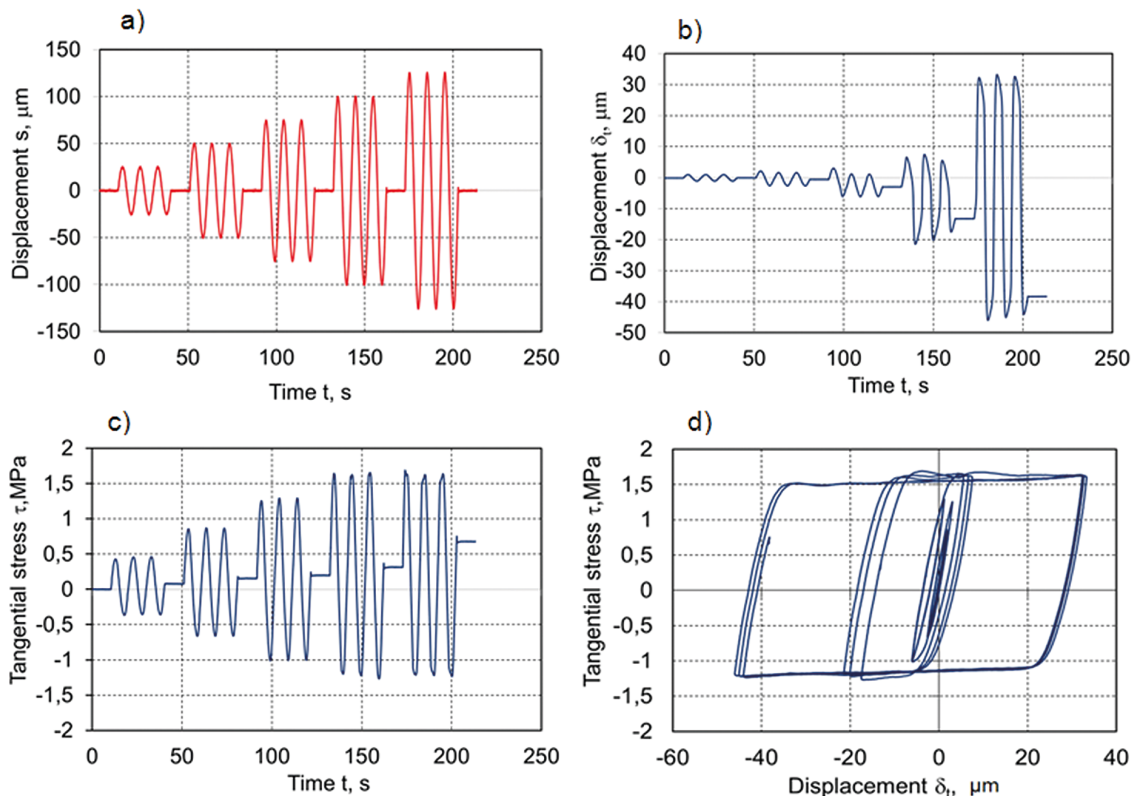 a)
150
100
50
0
-50
-100
-150
Displacement s, μm
0 50 100 150 200 250
Time t, s
b)
40
30
20
10
0
-10
-20
-30
-40
-50
Displacement δt, μm
0 50 100 150 200 250
Time t, s
c)
2
1,5
1
0,5
0
-0,5
-1
-1,5
-2
Tangential stress τ,MPa
0 50 100 150 200 250
Time t, s
d)
2
1,5
1
0,5
0
-0,5
-1
-1,5
-2
Tangential stress τ,MPa
-60 -40 -20 0 20 40
Displacement δt, μm